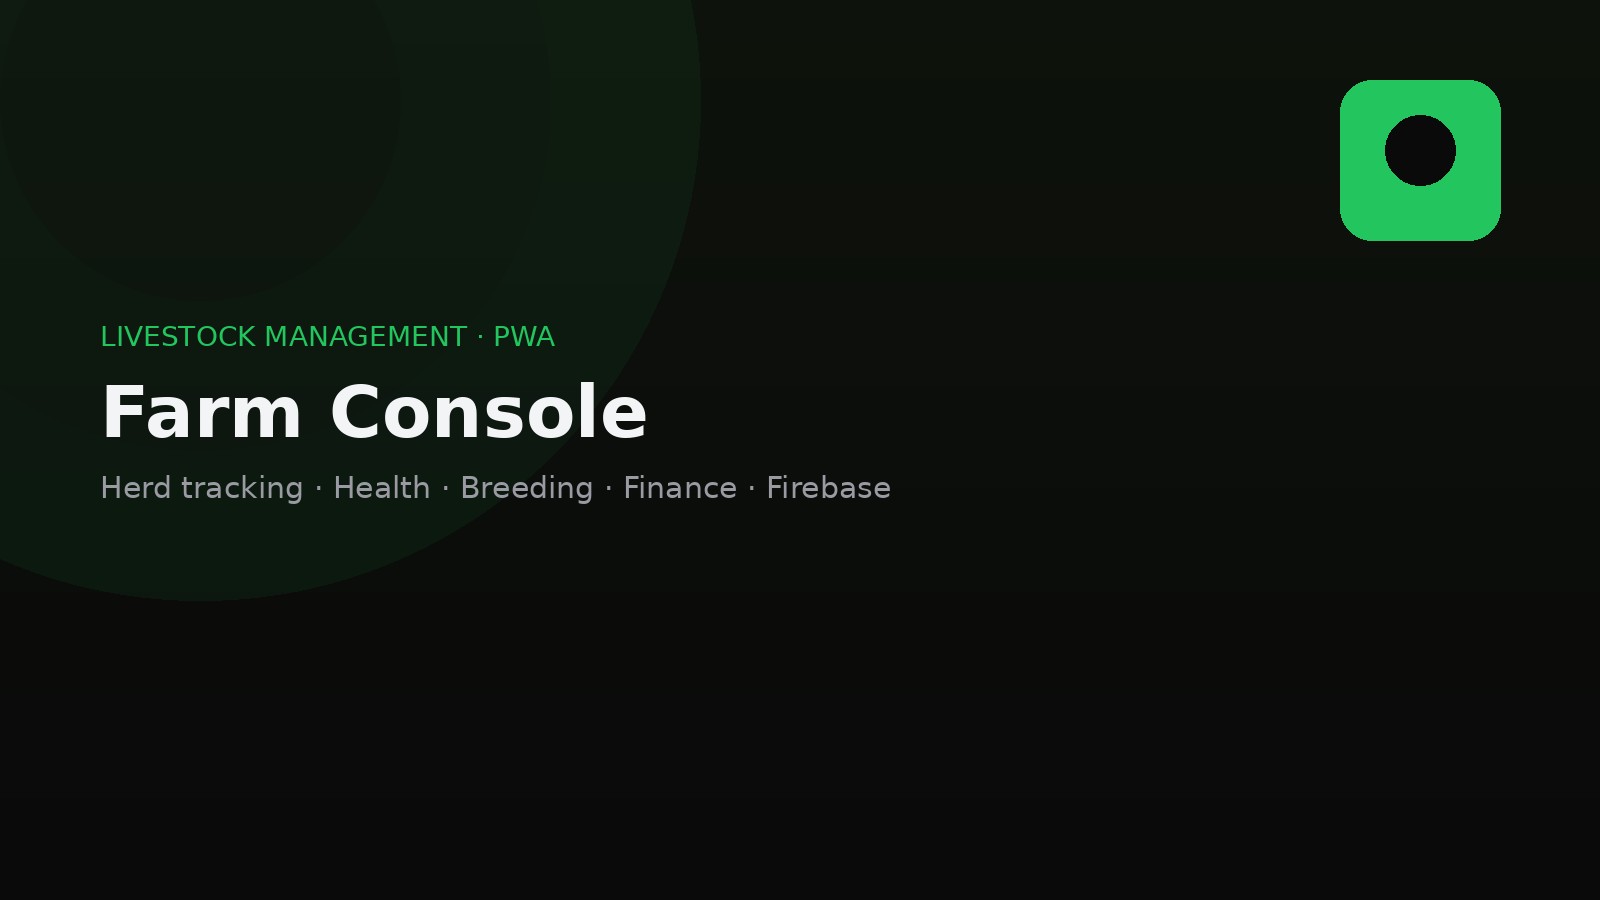 LIVESTOCK MANAGEMENT · PWA
Farm Console
Herd tracking · Health · Breeding · Finance · Firebase